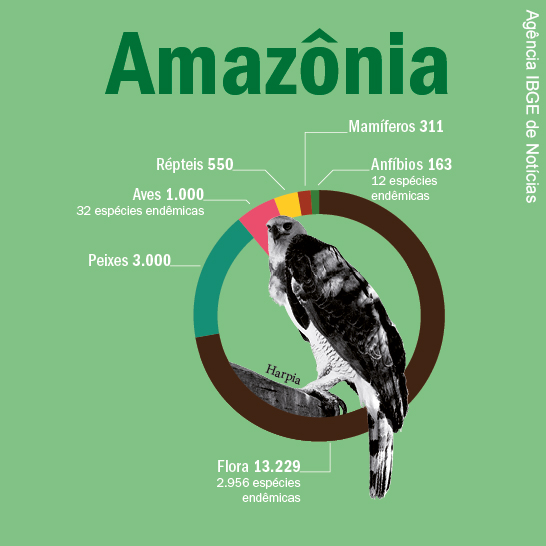 Amazônia
Agência IBGE de Notícias
Mamíferos 311
Répteis 550
Anfíbios 163
12 espécies
endêmicas
Aves 1.000
32 espécies endêmicas
Peixes 3.000
Harpia
Flora 13.229
2.956 espécies
endêmicas